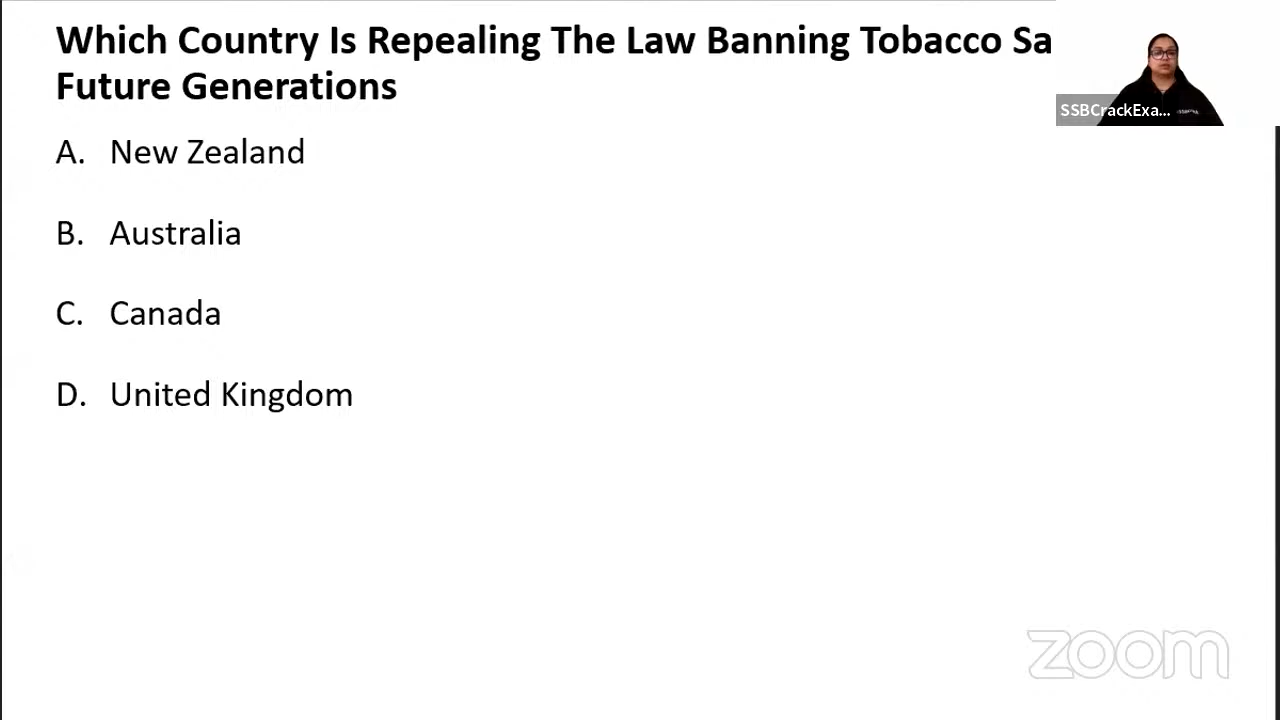 Which Country Is Repealing The Law Banning Tobacco Sa
Future Generations
SSBCrackExa...
A. New Zealand
B. Australia
C. Canada
D. United Kingdom
zoom